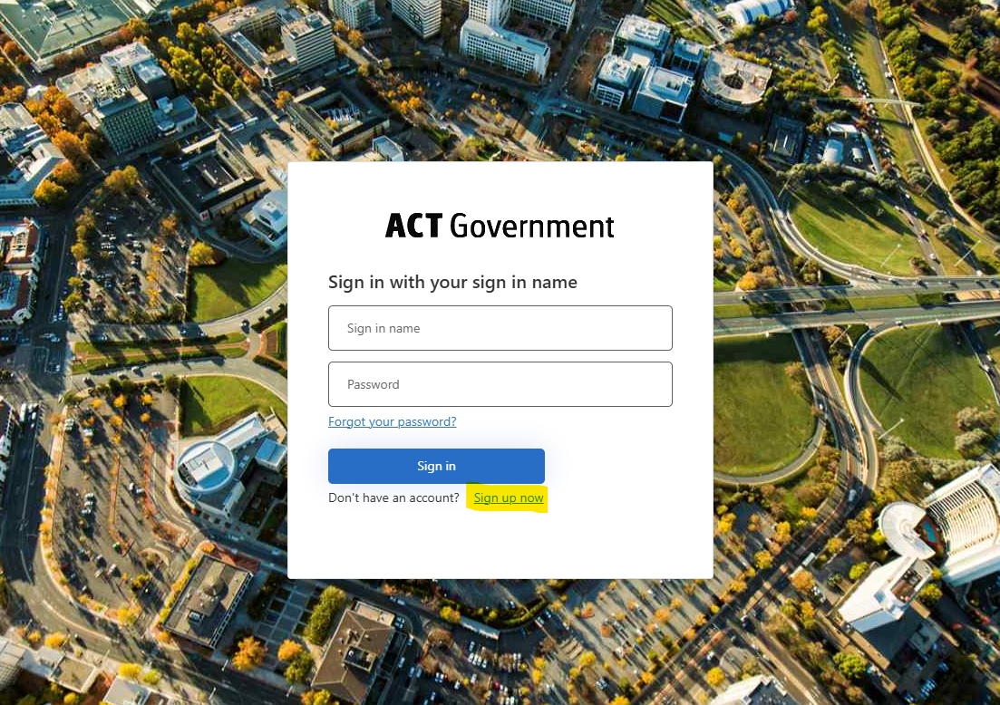 ACT Government
Sign in with your sign in name
Sign in name
Password
Forgot your password?
Sign in
Don't have an account? Sign up now